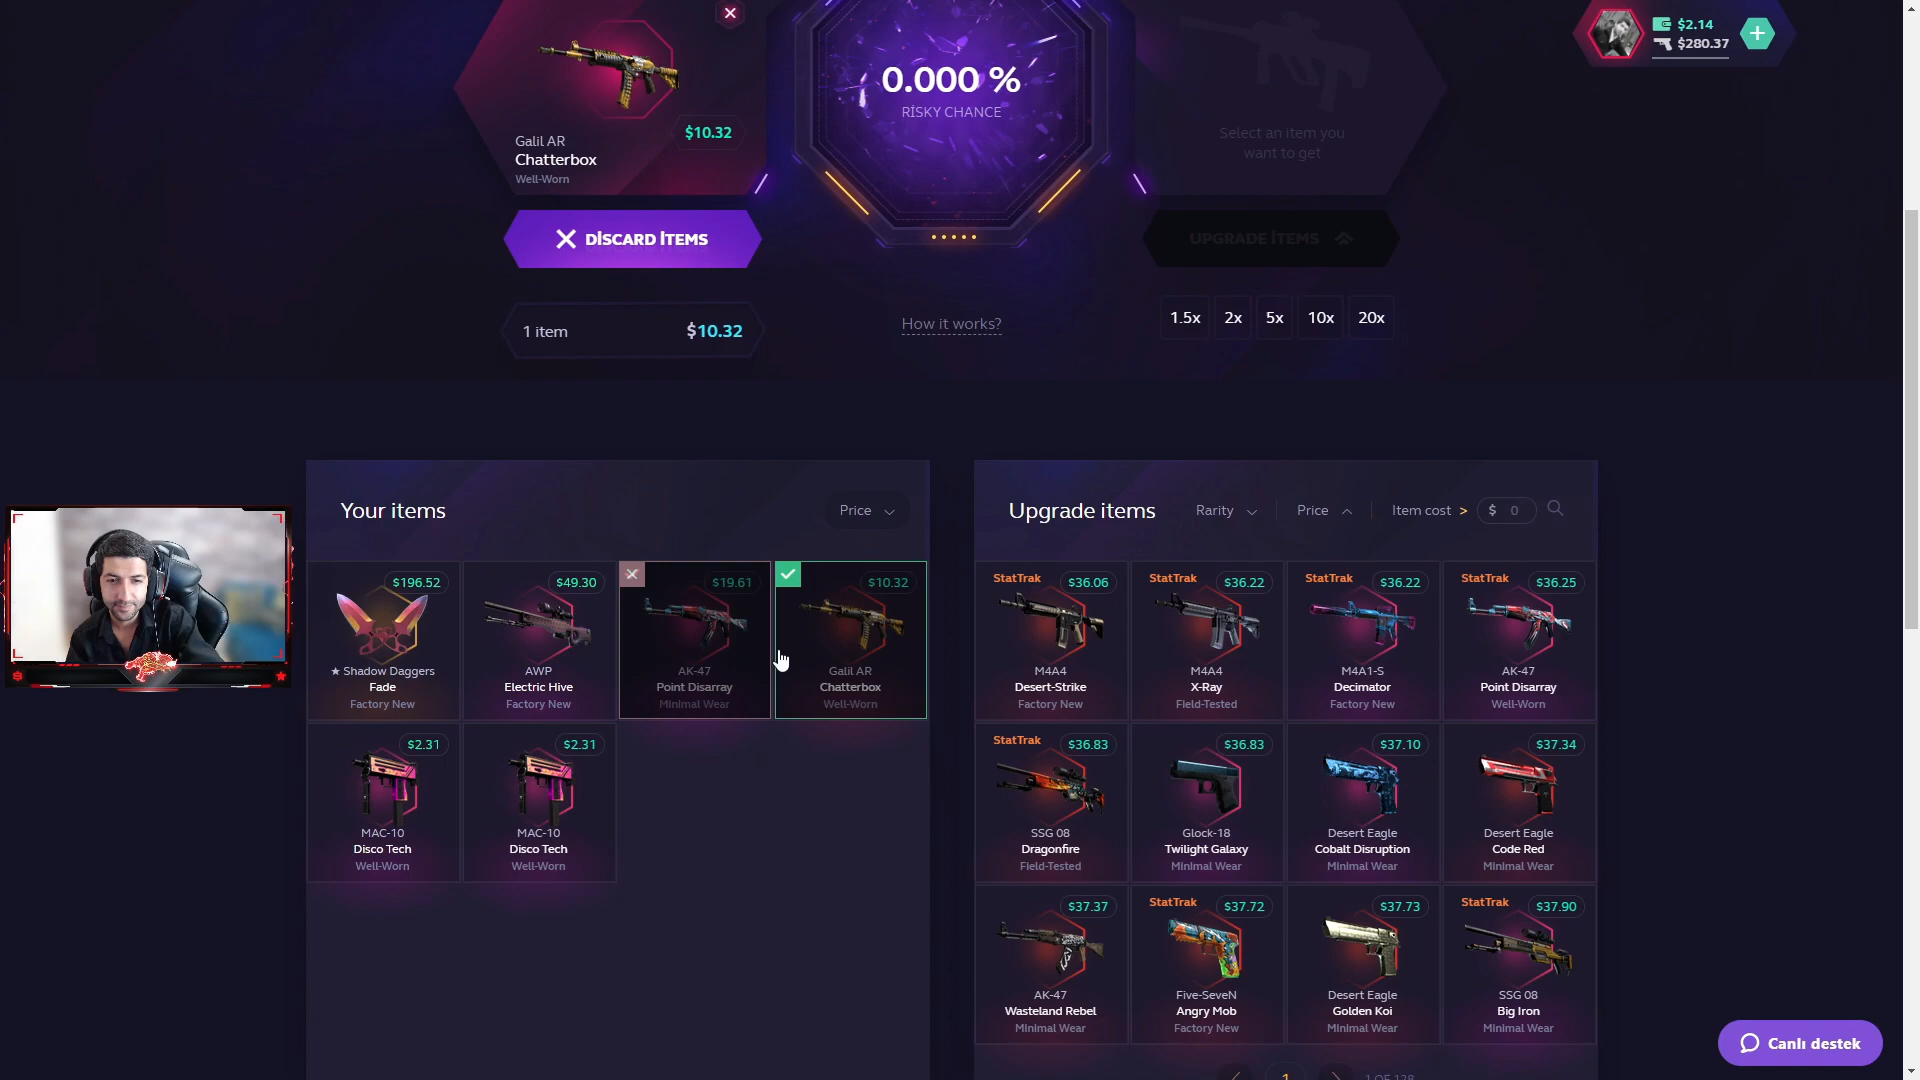 $2.14
$280.37
Galil AR
Chatterbox
Well-Worn
$10.32
0.000 %
RİSKY CHANCE
Select an item you
want to get
DİSCARD İTEMS
UPGRADE İTEMS
1 item
$10.32
How it works?
1.5x
2x
5x
10x
20x
Your items
Price
$196.52
★ Shadow Daggers
Fade
Factory New
$49.30
AWP
Electric Hive
Factory New
$19.61
AK-47
Point Disarray
Minimal Wear
$10.32
Galil AR
Chatterbox
Well-Worn
$2.31
MAC-10
Disco Tech
Well-Worn
$2.31
MAC-10
Disco Tech
Well-Worn
Upgrade items
Rarity
Price
Item cost >
$ 0
StatTrak $36.06
M4A4
Desert-Strike
Factory New
StatTrak $36.22
M4A4
X-Ray
Field-Tested
StatTrak $36.22
M4A1-S
Decimator
Factory New
StatTrak $36.25
AK-47
Point Disarray
Well-Worn
StatTrak $36.83
SSG 08
Dragonfire
Field-Tested
$36.83
Glock-18
Twilight Galaxy
Minimal Wear
$37.10
Desert Eagle
Cobalt Disruption
Minimal Wear
$37.34
Desert Eagle
Code Red
Minimal Wear
$37.37
AK-47
Wasteland Rebel
Minimal Wear
StatTrak $37.72
Five-SeveN
Angry Mob
Factory New
$37.73
Desert Eagle
Golden Koi
Minimal Wear
StatTrak $37.90
SSG 08
Big Iron
Minimal Wear
1
1 OF 128
Canlı destek